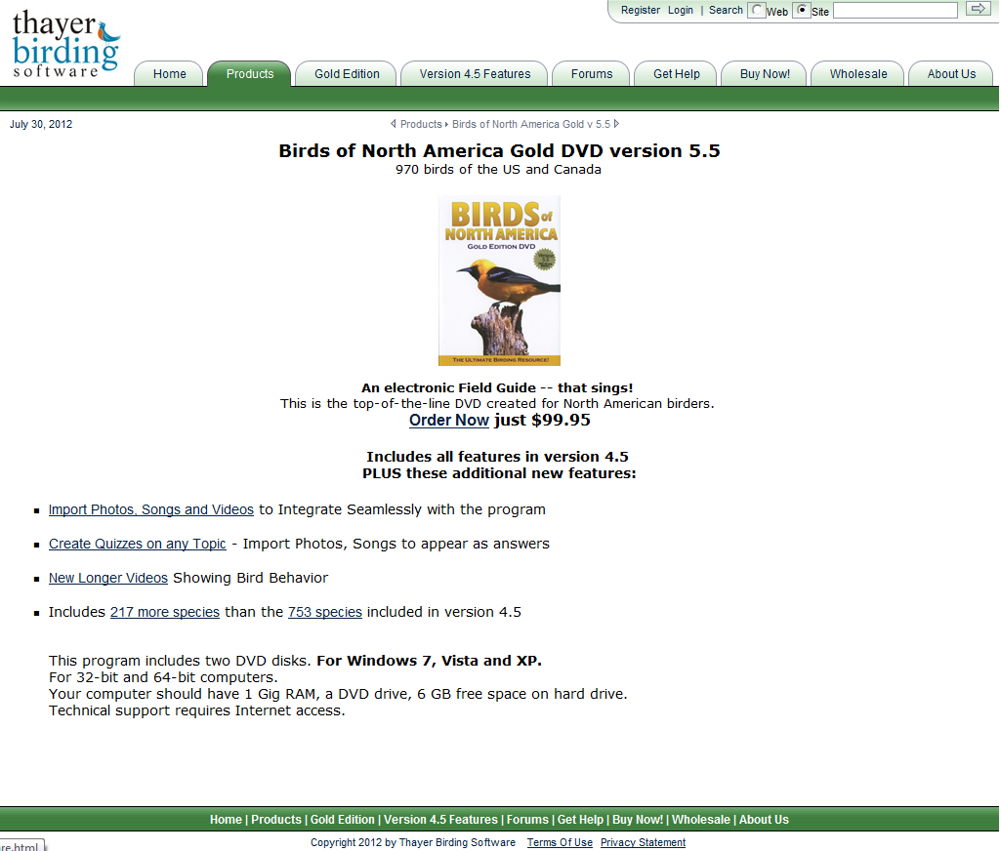 thayer
birding
software
Register Login | Search Web Site
Home Products Gold Edition Version 4.5 Features Forums Get Help Buy Now! Wholesale About Us
July 30, 2012
Products Birds of North America Gold v 5.5
Birds of North America Gold DVD version 5.5
970 birds of the US and Canada
BIRDS of
NORTH AMERICA
GOLD EDITION DVD
THE ULTIMATE BIRDING RESOURCE!
An electronic Field Guide -- that sings!
This is the top-of-the-line DVD created for North American birders.
Order Now just $99.95
Includes all features in version 4.5
PLUS these additional new features:
Import Photos, Songs and Videos to Integrate Seamlessly with the program
Create Quizzes on any Topic - Import Photos, Songs to appear as answers
New Longer Videos Showing Bird Behavior
Includes 217 more species than the 753 species included in version 4.5
This program includes two DVD disks. For Windows 7, Vista and XP.
For 32-bit and 64-bit computers.
Your computer should have 1 Gig RAM, a DVD drive, 6 GB free space on hard drive.
Technical support requires Internet access.
Home | Products | Gold Edition | Version 4.5 Features | Forums | Get Help | Buy Now! | Wholesale | About Us
Copyright 2012 by Thayer Birding Software Terms Of Use Privacy Statement
re.html